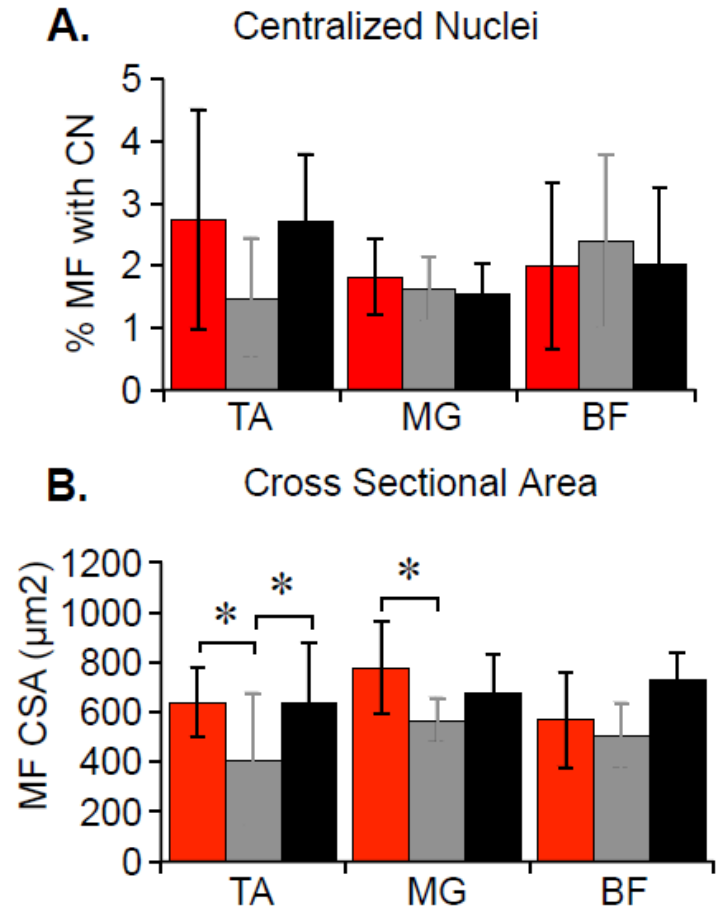 A. Centralized Nuclei
% MF with CN
5
4
3
2
1
0
TA MG BF
B. Cross Sectional Area
MF CSA (µm2)
1200
1000
800
600
400
200
0
* * *
TA MG BF